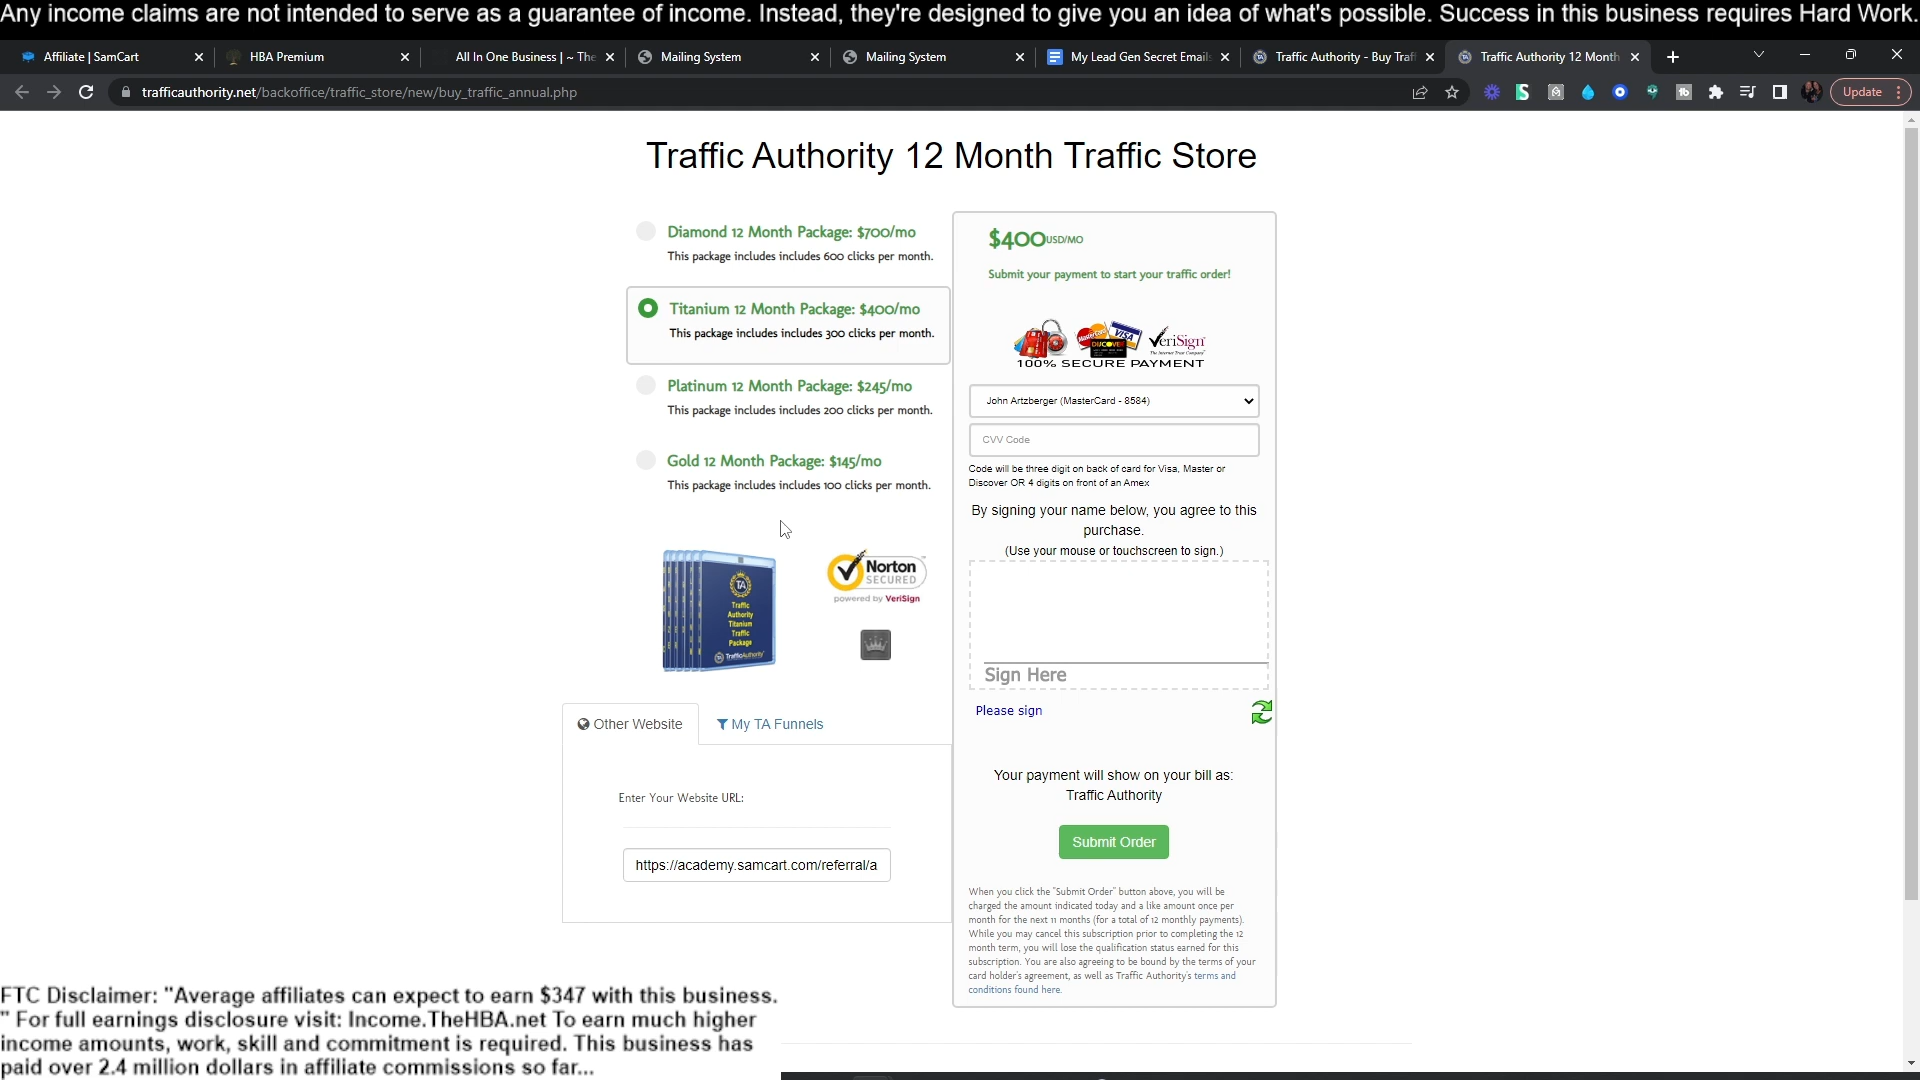 Any income claims are not intended to serve as a guarantee of income. Instead, they're designed to give you an idea of what's possible. Success in this business requires Hard Work.
Affiliate | SamCart
HBA Premium
All In One Business | ~ The
Mailing System
Mailing System
My Lead Gen Secret Emails
Traffic Authority - Buy Traf
Traffic Authority 12 Month
trafficauthority.net/backoffice/traffic_store/new/buy_traffic_annual.php
Update
Traffic Authority 12 Month Traffic Store
Diamond 12 Month Package: $700/mo
This package includes includes 600 clicks per month.
Titanium 12 Month Package: $400/mo
This package includes includes 300 clicks per month.
Platinum 12 Month Package: $245/mo
This package includes includes 200 clicks per month.
Gold 12 Month Package: $145/mo
This package includes includes 100 clicks per month.
TA
Traffic
Authority
Titanium
Traffic
Package
TrafficAuthority
Norton
SECURED
powered by VeriSign
Other Website
My TA Funnels
Enter Your Website URL:
https://academy.samcart.com/referral/a
$400USD/MO
Submit your payment to start your traffic order!
MasterCard
VISA
DISCOVER
VeriSign
The Internet Trust Company
100% SECURE PAYMENT
John Artzberger (MasterCard - 8584)
CVV Code
Code will be three digit on back of card for Visa, Master or
Discover OR 4 digits on front of an Amex
By signing your name below, you agree to this
purchase.
(Use your mouse or touchscreen to sign.)
Sign Here
Please sign
Your payment will show on your bill as:
Traffic Authority
Submit Order
When you click the "Submit Order" button above, you will be
charged the amount indicated today and a like amount once per
month for the next 11 months (for a total of 12 monthly payments).
While you may cancel this subscription prior to completing the 12
month term, you will lose the qualification status earned for this
subscription. You are also agreeing to be bound by the terms of your
card holder's agreement, as well as Traffic Authority's terms and
conditions found here.
FTC Disclaimer: "Average affiliates can expect to earn $347 with this business.
" For full earnings disclosure visit: Income.TheHBA.net To earn much higher
income amounts, work, skill and commitment is required. This business has
paid over 2.4 million dollars in affiliate commissions so far...